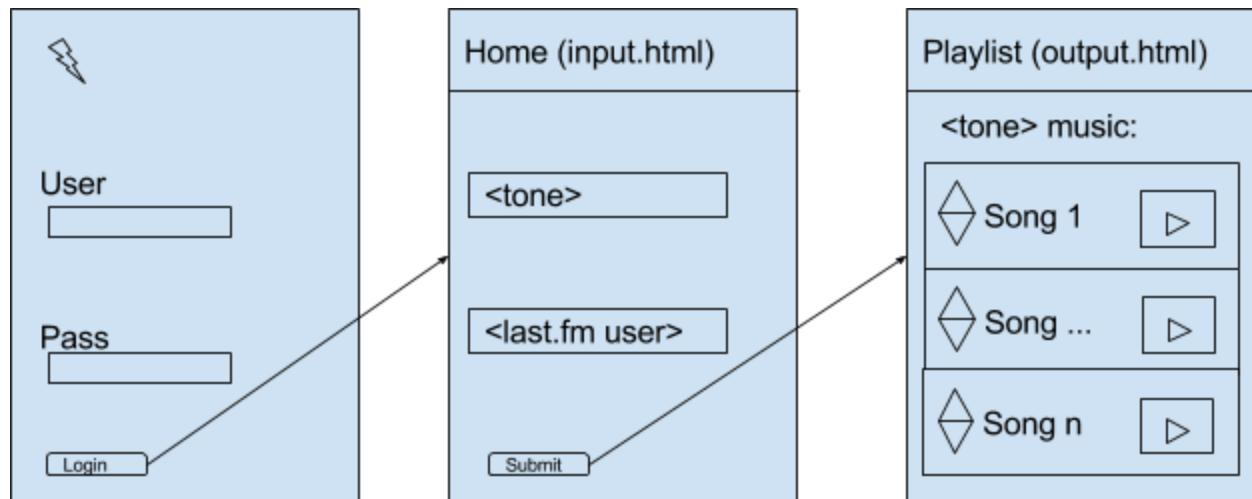 User
Pass
Login
Home (input.html)
<tone>
<last.fm user>
Submit
Playlist (output.html)
<tone> music:
Song 1
Song ...
Song n